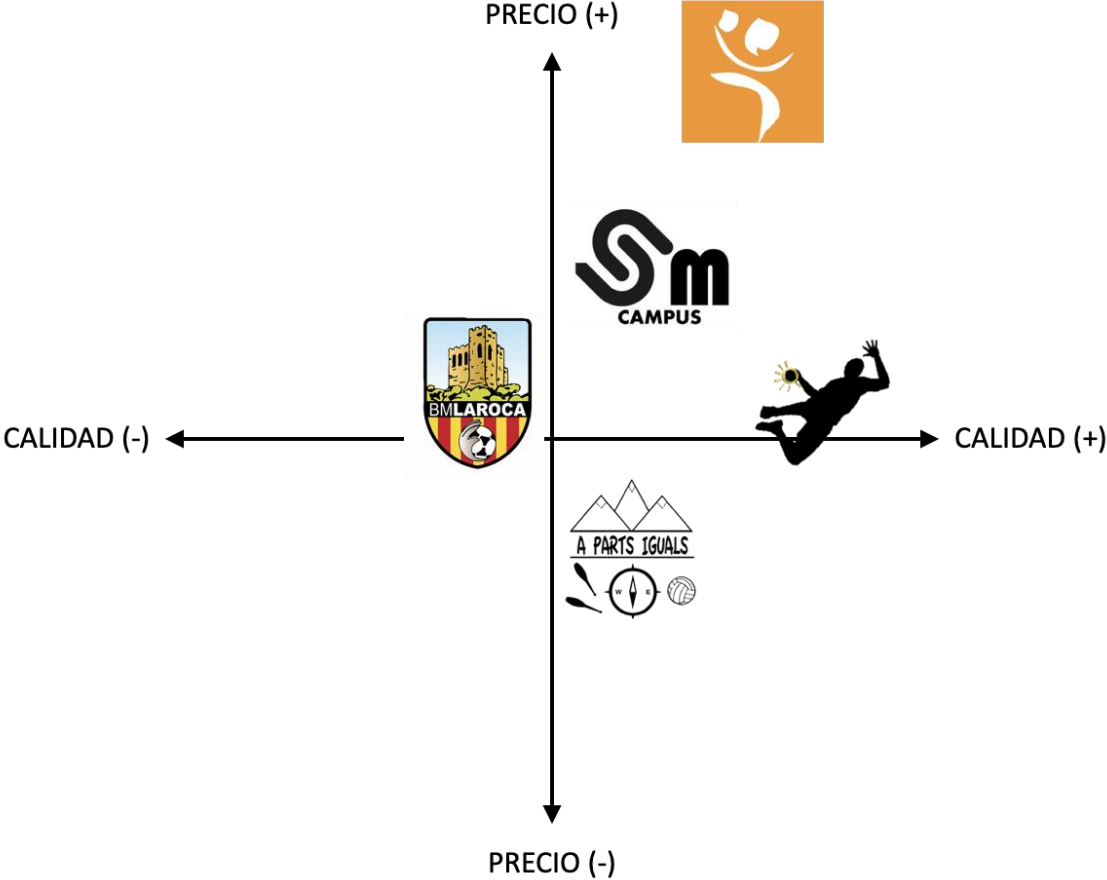 PRECIO (+)
CAMPUS
BMLAROCA
CALIDAD (-)
CALIDAD (+)
A PARTS IGUALS
W E
PRECIO (-)